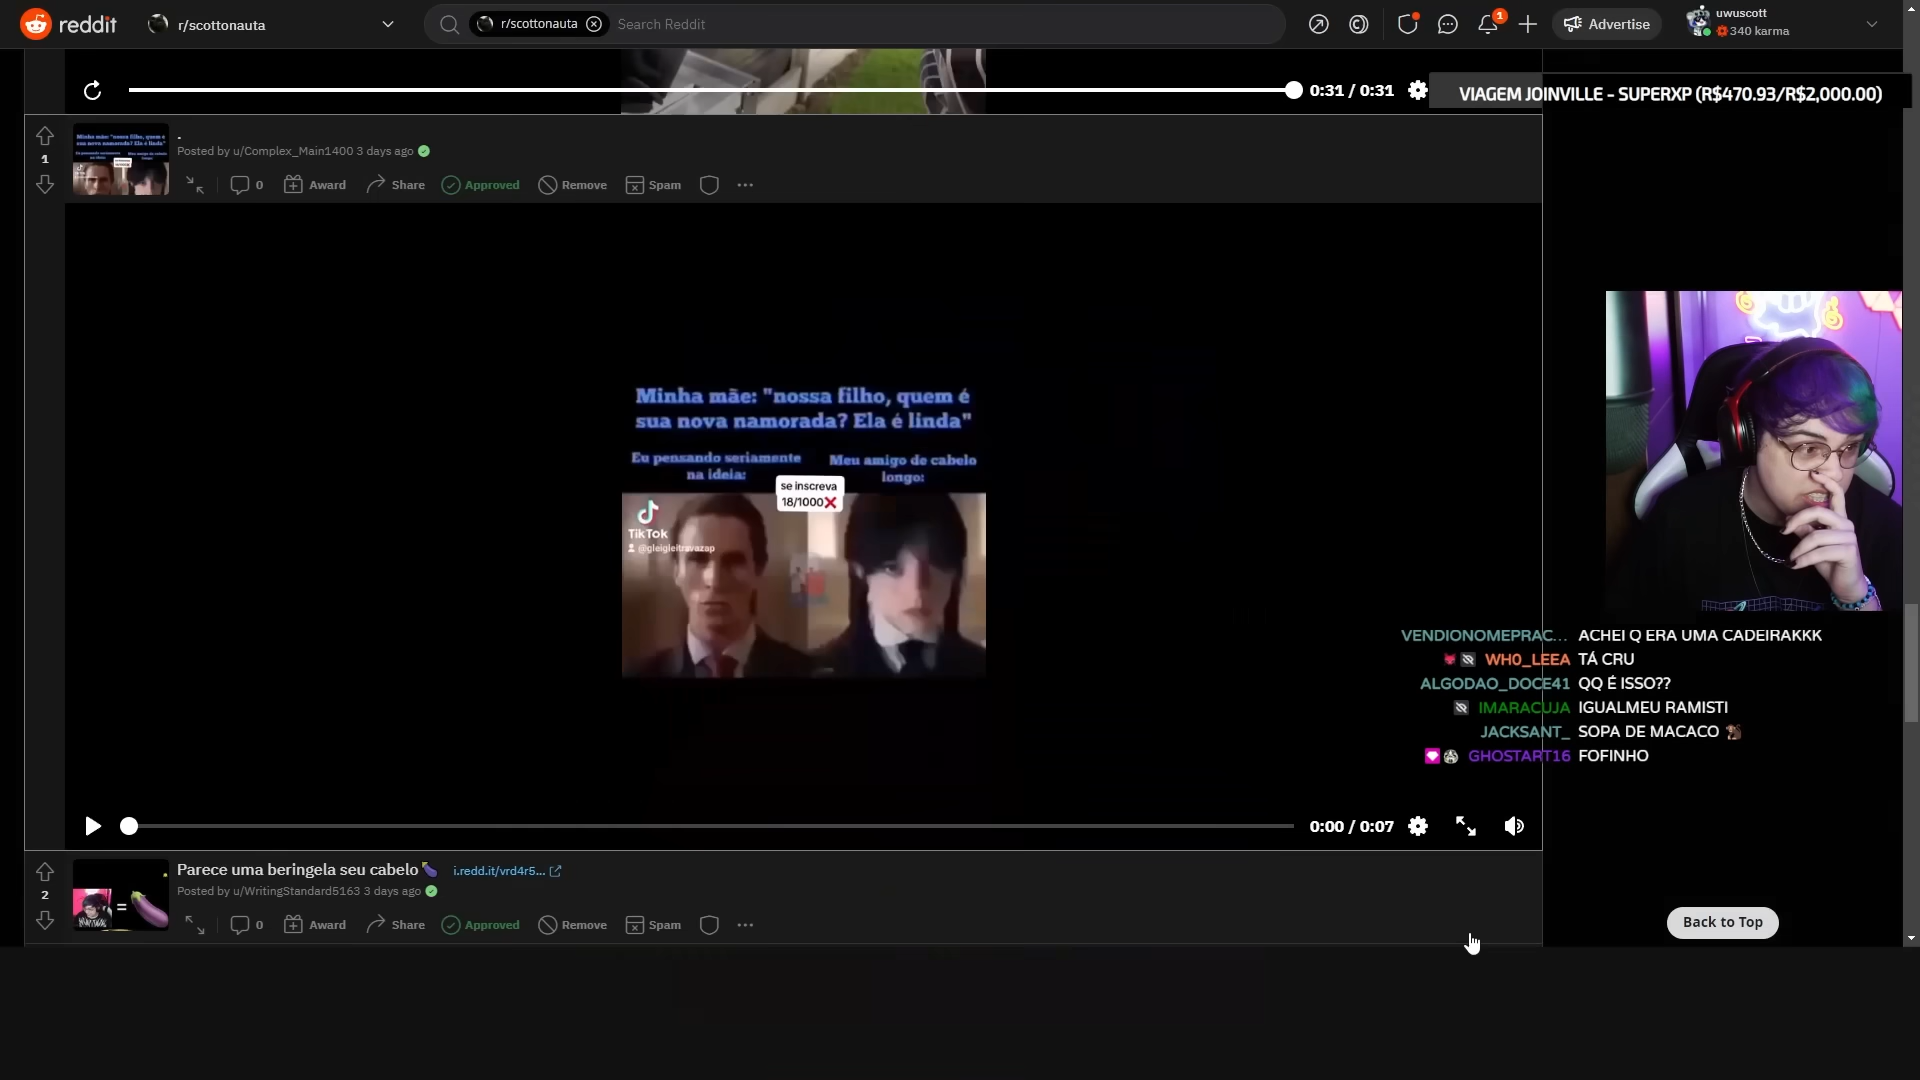 reddit
r/scottonauta
r/scottonauta
Search Reddit
1
Advertise
uwuscott
340 karma
0:31 / 0:31
VIAGEM JOINVILLE - SUPERXP (R$470.93/R$2,000.00)
1
.
Posted by u/Complex_Main1400 3 days ago
0
Award
Share
Approved
Remove
Spam
Minha mãe: "nossa filho, quem é
sua nova namorada? Ela é linda"
Eu pensando seriamente
na ideia:
Meu amigo de cabelo
longo:
se inscreva
18/1000❌
TikTok
@gleigleitravazap
VENDIONOMEPRAC... ACHEI Q ERA UMA CADEIRAKKK
WH0_LEEA TÁ CRU
ALGODAO_DOCE41 QQ É ISSO??
IMARACUJA IGUALMEU RAMISTI
JACKSANT_ SOPA DE MACACO 🐒
GHOSTART16 FOFINHO
0:00 / 0:07
2
Parece uma beringela seu cabelo 🍆 i.redd.it/vrd4r5...
Posted by u/WritingStandard5163 3 days ago
=
0
Award
Share
Approved
Remove
Spam
Back to Top